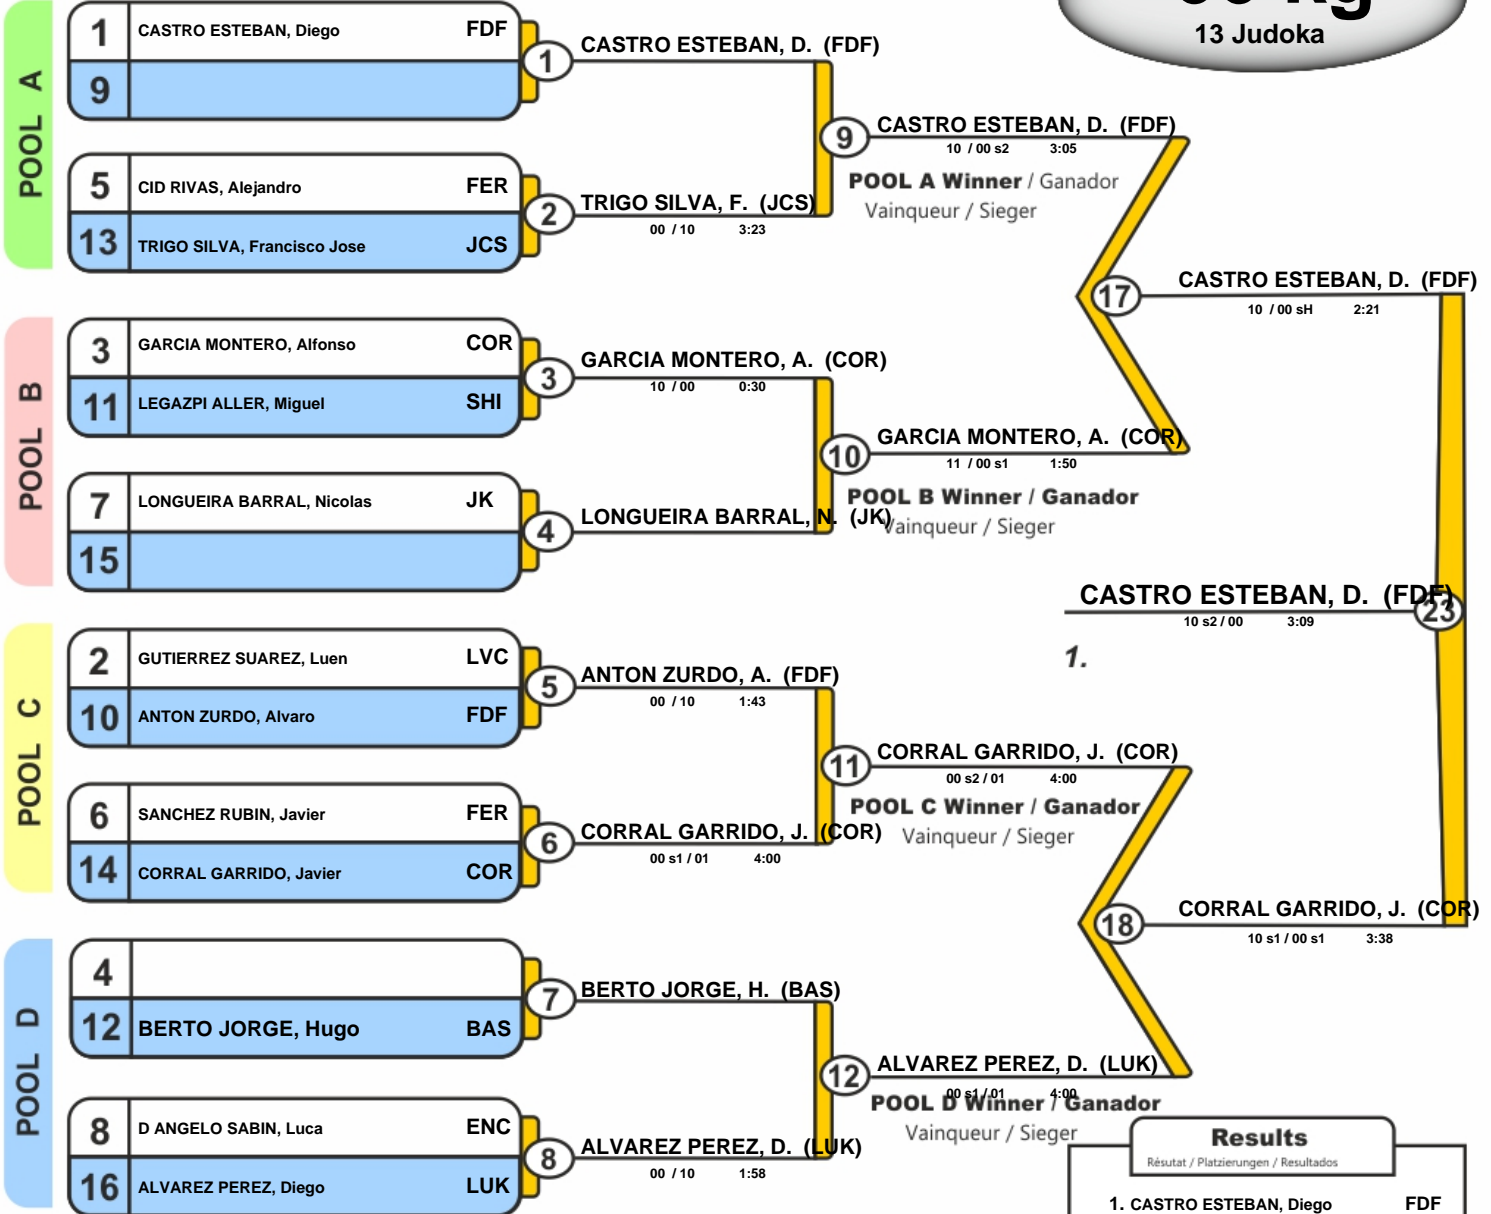 kg
13 Judoka
POOL A
1 CASTRO ESTEBAN, Diego FDF
9
1 CASTRO ESTEBAN, D. (FDF)
5 CID RIVAS, Alejandro FER
13 TRIGO SILVA, Francisco Jose JCS
2 TRIGO SILVA, F. (JCS)
00 / 10 3:23
9 CASTRO ESTEBAN, D. (FDF)
10 / 00 s2 3:05
POOL A Winner / Ganador
Vainqueur / Sieger
POOL B
3 GARCIA MONTERO, Alfonso COR
11 LEGAZPI ALLER, Miguel SHI
3 GARCIA MONTERO, A. (COR)
10 / 00 0:30
7 LONGUEIRA BARRAL, Nicolas JK
15
4 LONGUEIRA BARRAL, N. (JK)
10 GARCIA MONTERO, A. (COR)
11 / 00 s1 1:50
POOL B Winner / Ganador
Vainqueur / Sieger
17 CASTRO ESTEBAN, D. (FDF)
10 / 00 sH 2:21
CASTRO ESTEBAN, D. (FDF) 23
10 s2 / 00 3:09
1.
POOL C
2 GUTIERREZ SUAREZ, Luen LVC
10 ANTON ZURDO, Alvaro FDF
5 ANTON ZURDO, A. (FDF)
00 / 10 1:43
6 SANCHEZ RUBIN, Javier FER
14 CORRAL GARRIDO, Javier COR
6 CORRAL GARRIDO, J. (COR)
00 s1 / 01 4:00
11 CORRAL GARRIDO, J. (COR)
00 s2 / 01 4:00
POOL C Winner / Ganador
Vainqueur / Sieger
18 CORRAL GARRIDO, J. (COR)
10 s1 / 00 s1 3:38
POOL D
4
12 BERTO JORGE, Hugo BAS
7 BERTO JORGE, H. (BAS)
8 D ANGELO SABIN, Luca ENC
16 ALVAREZ PEREZ, Diego LUK
8 ALVAREZ PEREZ, D. (LUK)
00 / 10 1:58
12 ALVAREZ PEREZ, D. (LUK)
00 s1 / 01 4:00
POOL D Winner / Ganador
Vainqueur / Sieger
Results
Résutat / Platzierungen / Resultados
1. CASTRO ESTEBAN, Diego FDF